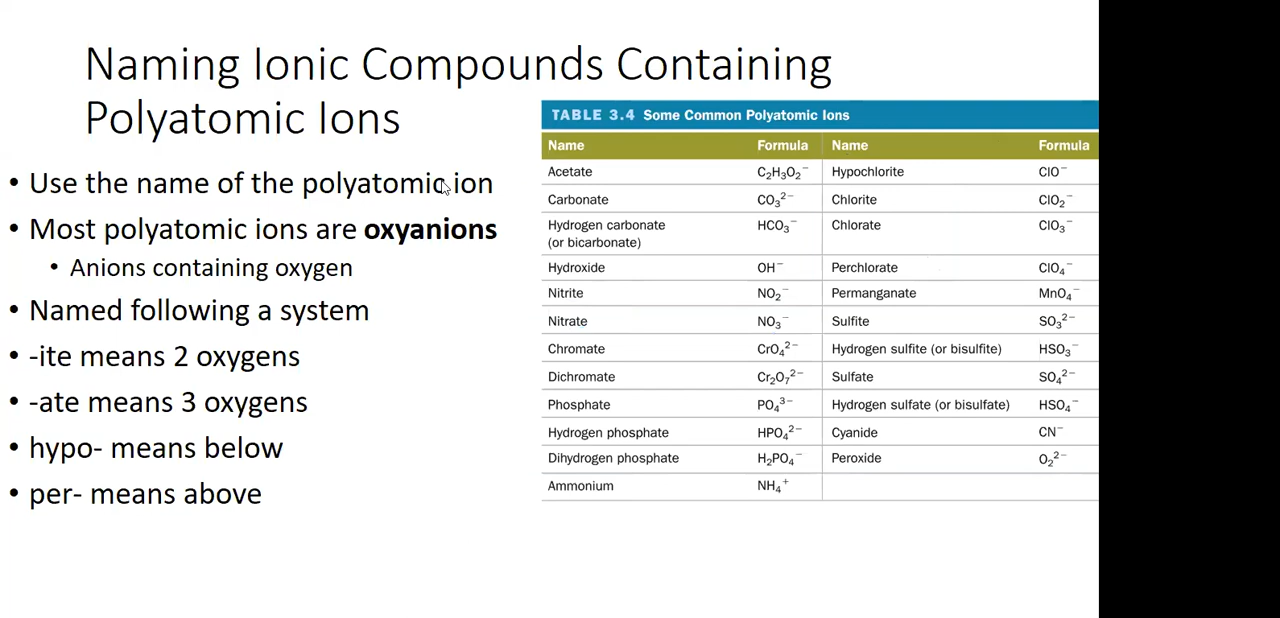 Naming Ionic Compounds Containing
Polyatomic Ions
• Use the name of the polyatomic ion
• Most polyatomic ions are oxyanions
• Anions containing oxygen
• Named following a system
• -ite means 2 oxygens
• -ate means 3 oxygens
• hypo- means below
• per- means above
TABLE 3.4 Some Common Polyatomic Ions
Name Formula Name Formula
Acetate C₂H₃O₂⁻ Hypochlorite ClO⁻
Carbonate CO₃²⁻ Chlorite ClO₂⁻
Hydrogen carbonate HCO₃⁻ Chlorate ClO₃⁻
(or bicarbonate)
Hydroxide OH⁻ Perchlorate ClO₄⁻
Nitrite NO₂⁻ Permanganate MnO₄⁻
Nitrate NO₃⁻ Sulfite SO₃²⁻
Chromate CrO₄²⁻ Hydrogen sulfite (or bisulfite) HSO₃⁻
Dichromate Cr₂O₇²⁻ Sulfate SO₄²⁻
Phosphate PO₄³⁻ Hydrogen sulfate (or bisulfate) HSO₄⁻
Hydrogen phosphate HPO₄²⁻ Cyanide CN⁻
Dihydrogen phosphate H₂PO₄⁻ Peroxide O₂²⁻
Ammonium NH₄⁺